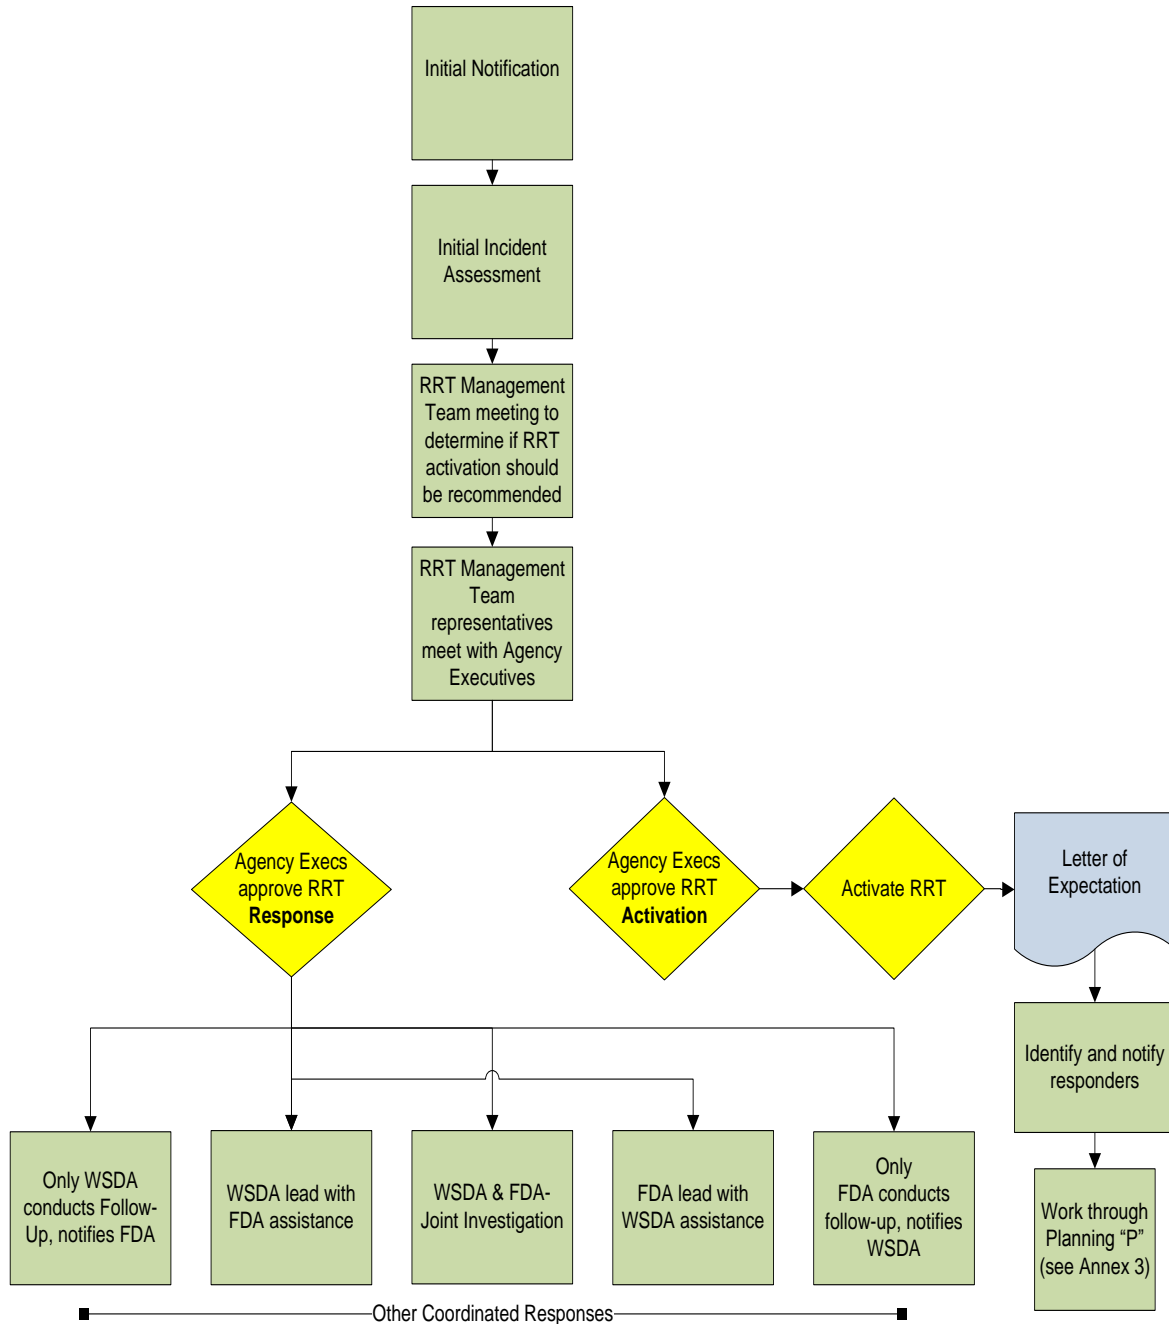 Initial Notification
Initial Incident
Assessment
RRT Management
Team meeting to
determine if RRT
activation should
be recommended
RRT Management
Team
representatives
meet with Agency
Executives
Agency Execs
approve RRT
Response
Agency Execs
approve RRT
Activation
Activate RRT
Letter of
Expectation
Identify and notify
responders
Work through
Planning “P”
(see Annex 3)
Only WSDA
conducts Follow-
Up, notifies FDA
WSDA lead with
FDA assistance
WSDA & FDA-
Joint Investigation
FDA lead with
WSDA assistance
Only
FDA conducts
follow-up, notifies
WSDA
Other Coordinated Responses